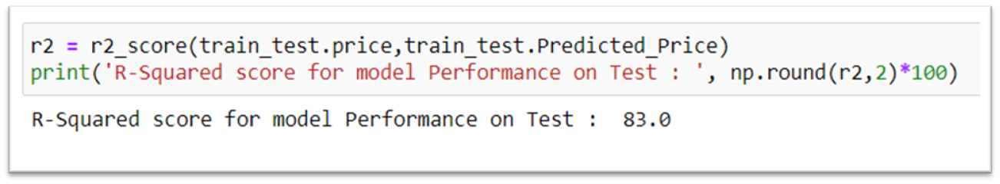 r2 = r2_score(train_test.price,train_test.Predicted_Price)
print('R-Squared score for model Performance on Test : ', np.round(r2,2)*100)
R-Squared score for model Performance on Test :  83.0